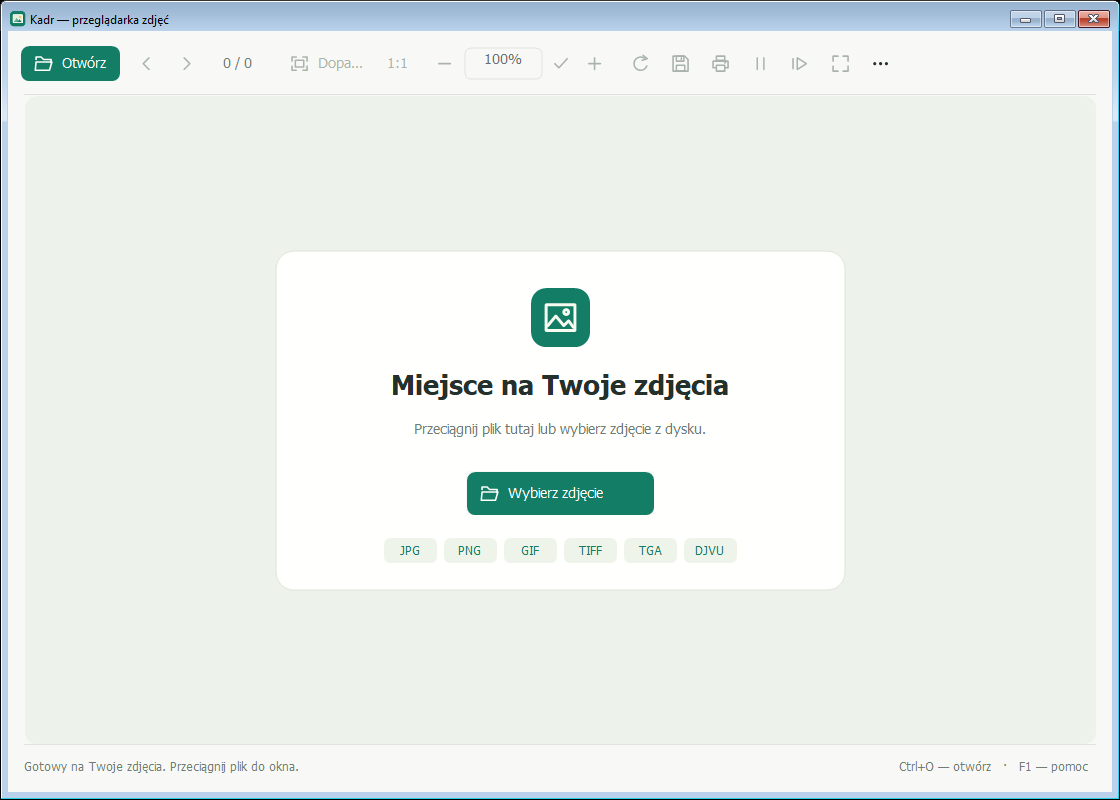 Kadr — przeglądarka zdjęć
Otwórz
0 / 0
Dopa...
1:1
100%
Miejsce na Twoje zdjęcia
Przeciągnij plik tutaj lub wybierz zdjęcie z dysku.
Wybierz zdjęcie
JPG PNG GIF TIFF TGA DJVU
Gotowy na Twoje zdjęcia. Przeciągnij plik do okna.
Ctrl+O — otwórz · F1 — pomoc